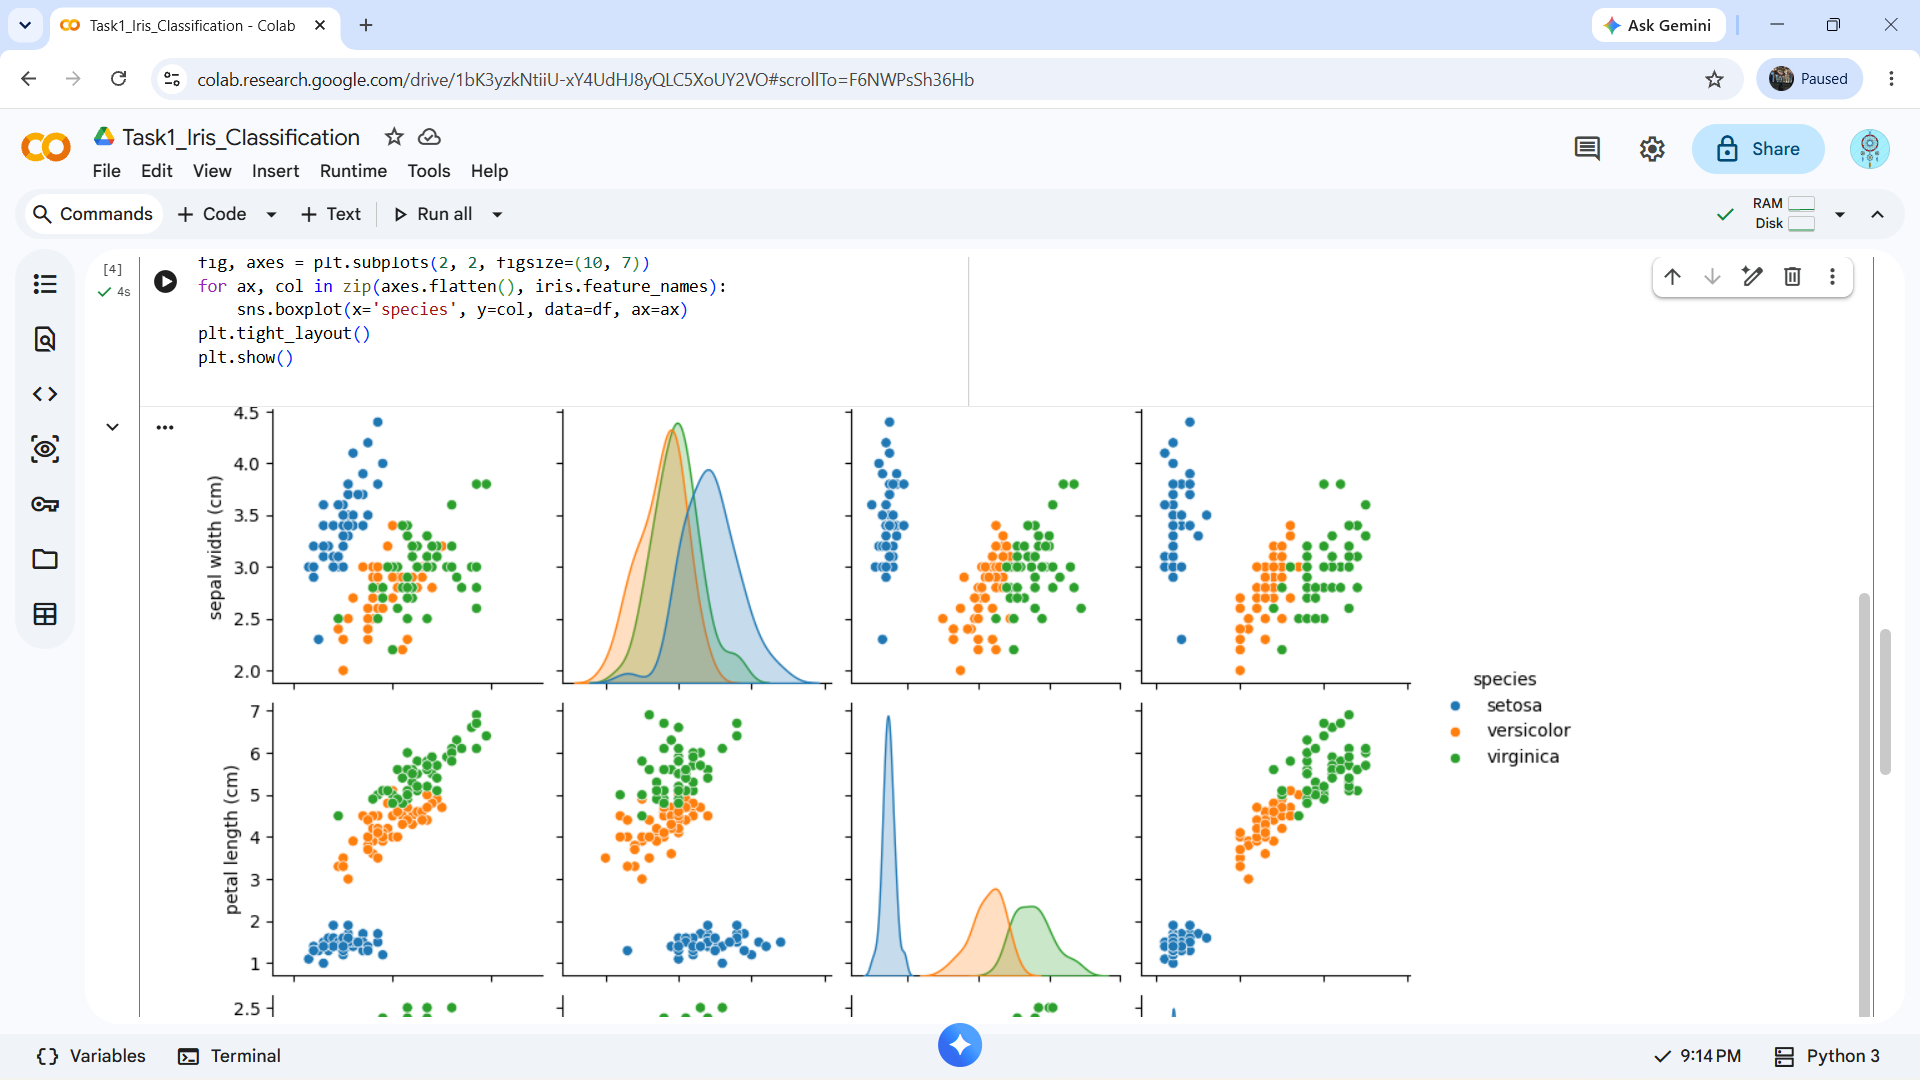 Task1_Iris_Classification - Colab
Ask Gemini
colab.research.google.com/drive/1bK3yzkNtiiU-xY4UdHJ8yQLC5XoUY2VO#scrollTo=F6NWPsSh36Hb
Paused
Task1_Iris_Classification
File Edit View Insert Runtime Tools Help
Share
Commands + Code + Text Run all
RAM
Disk
[4]
4s
fig, axes = plt.subplots(2, 2, figsize=(10, 7))
for ax, col in zip(axes.flatten(), iris.feature_names):
    sns.boxplot(x='species', y=col, data=df, ax=ax)
plt.tight_layout()
plt.show()
4.5
4.0
3.5
3.0
2.5
2.0
sepal width (cm)
7
6
5
4
3
2
1
petal length (cm)
2.5
species
setosa
versicolor
virginica
Variables
Terminal
9:14 PM
Python 3